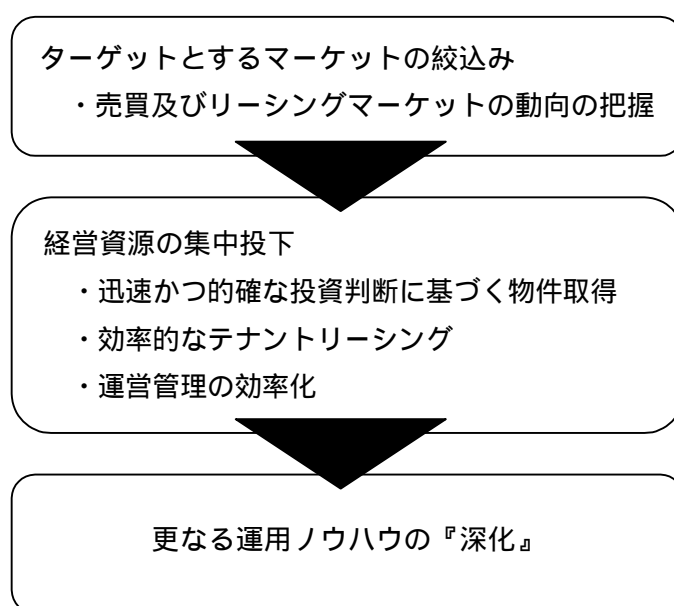 ターゲットとするマーケットの絞込み
・売買及びリーシングマーケットの動向の把握
経営資源の集中投下
・迅速かつ的確な投資判断に基づく物件取得
・効率的なテナントリーシング
・運営管理の効率化
更なる運用ノウハウの『深化』